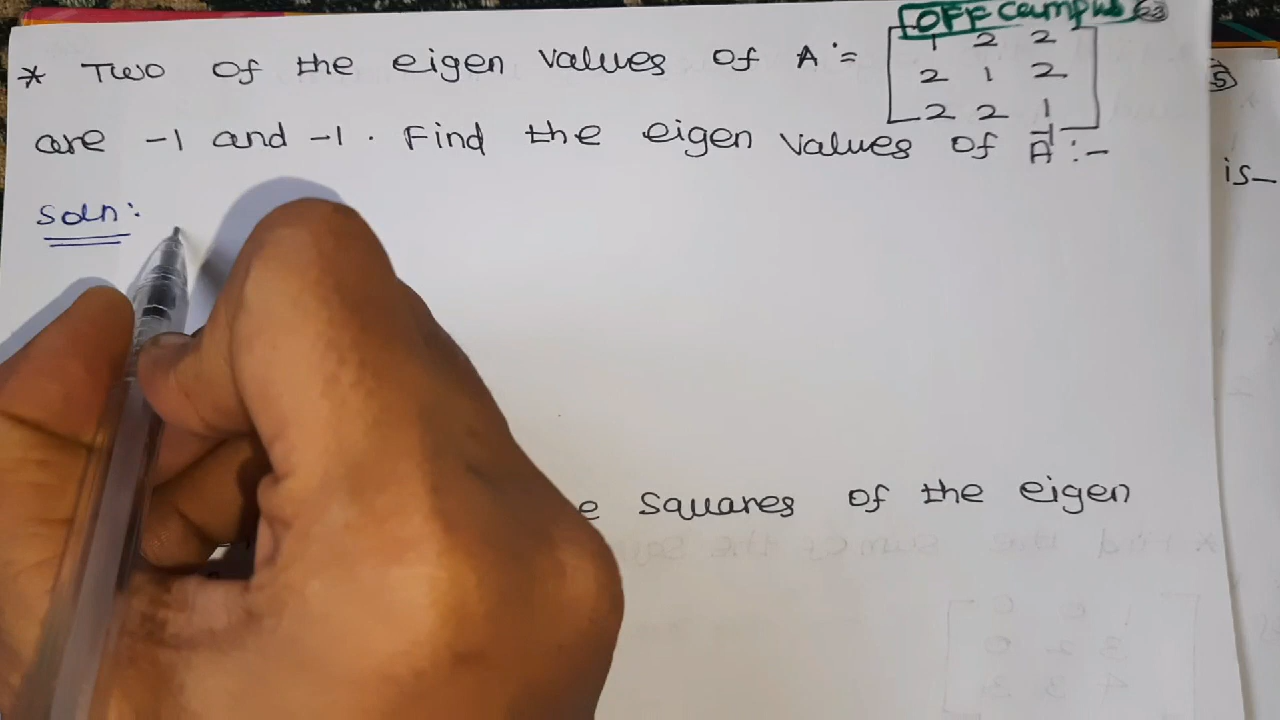 OFF campus
* Two of the eigen values of A = [ 1 2 2
2 1 2
2 2 1 ]
are -1 and -1. Find the eigen values of A⁻¹ :-
5
is
Soln:
e squares of the eigen